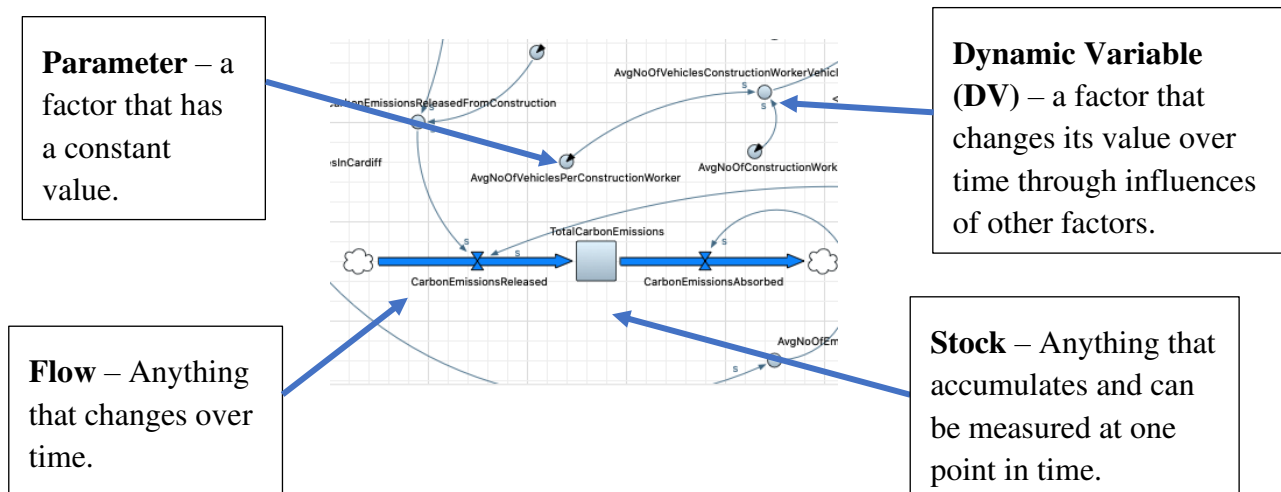 Parameter – a
factor that has
a constant
value.
Dynamic Variable
(DV) – a factor that
changes its value over
time through influences
of other factors.
AvgNoOfVehiclesConstructionWorkerVehicl
s
s
s
CarbonEmissionsReleasedFromConstruction
s
esInCardiff
AvgNoOfVehiclesPerConstructionWorker
AvgNoOfConstructionWork
TotalCarbonEmissions
s
s
s
CarbonEmissionsReleased
CarbonEmissionsAbsorbed
Flow – Anything
that changes over
time.
AvgNoOfEm
s
Stock – Anything that
accumulates and can
be measured at one
point in time.